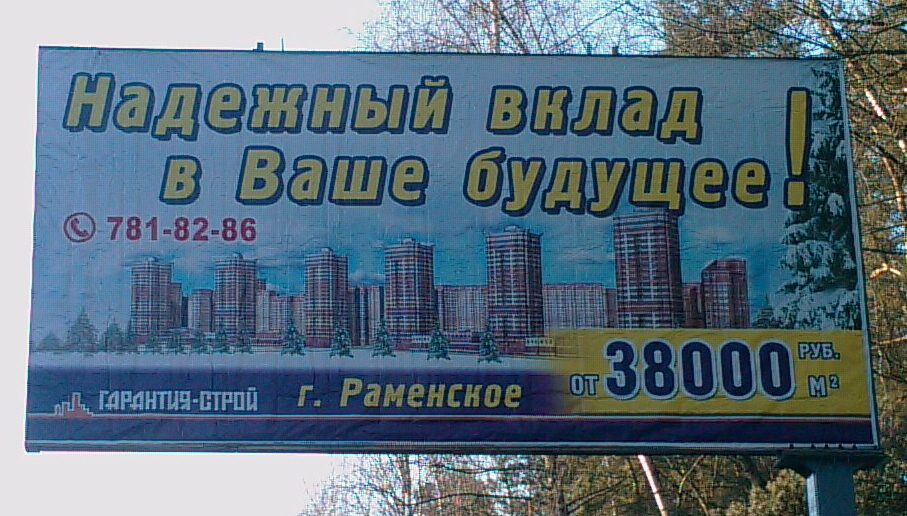 Надежный вклад
в Ваше будущее!
781-82-86
ГАРАНТИЯ-СТРОЙ
г. Раменское
от 38000 РУБ.
М²